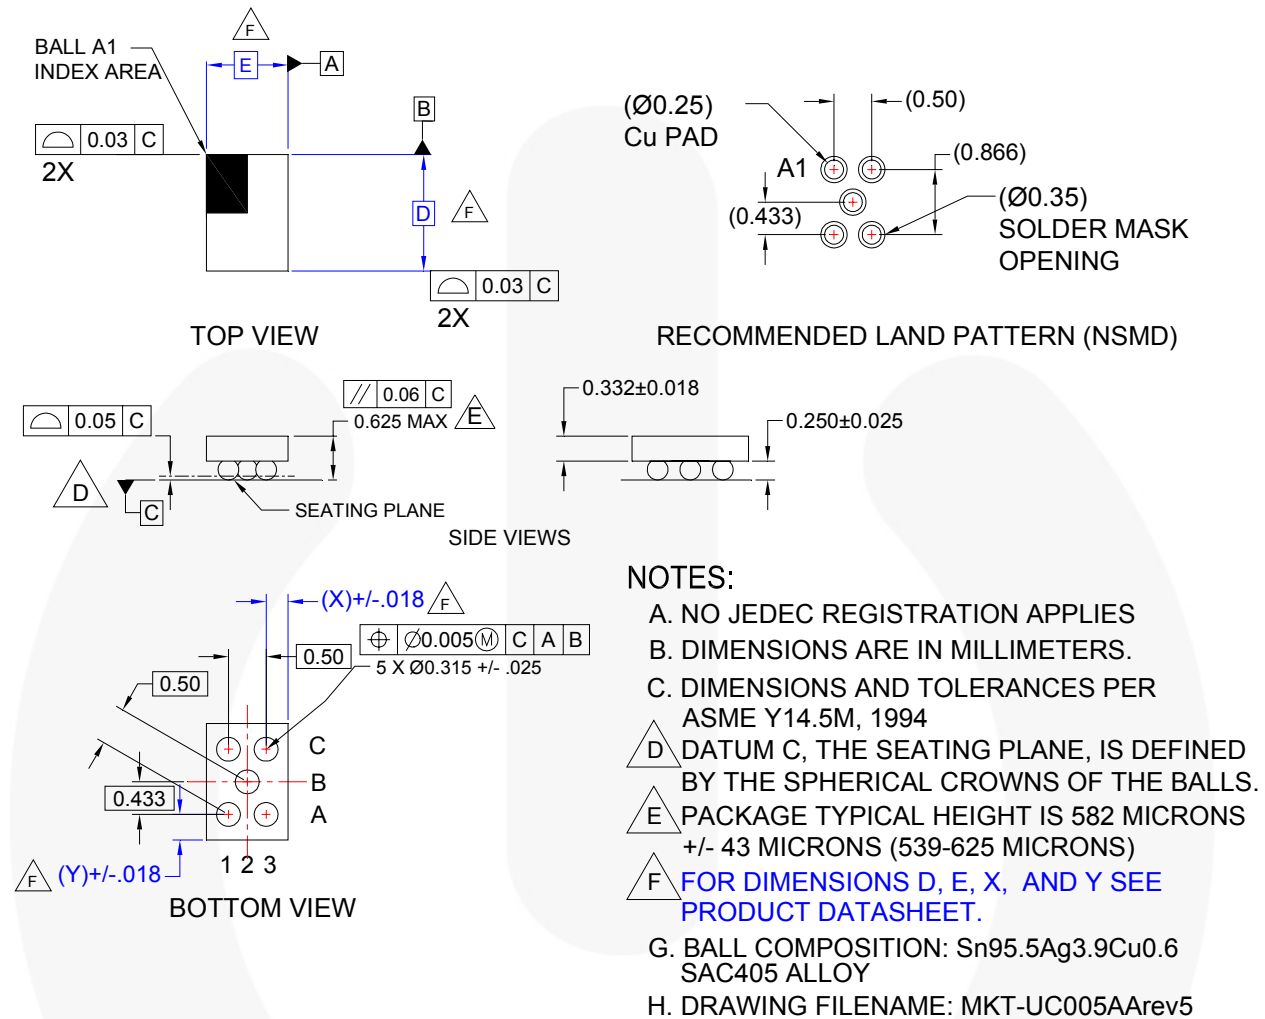 F
BALL A1
INDEX AREA
E
A
B
0.03 C
2X
D
F
0.03 C
2X
TOP VIEW
(Ø0.25)
Cu PAD
(0.50)
A1
(0.866)
(0.433)
(Ø0.35)
SOLDER MASK
OPENING
RECOMMENDED LAND PATTERN (NSMD)
0.05 C
// 0.06 C
0.625 MAX E
D
C
SEATING PLANE
0.332±0.018
0.250±0.025
SIDE VIEWS
(X)+/-.018 F
⌖ Ø0.005Ⓜ C A B
5 X Ø0.315 +/- .025
0.50
0.50
0.433
C
B
A
1 2 3
F (Y)+/-.018
BOTTOM VIEW
NOTES:
A. NO JEDEC REGISTRATION APPLIES
B. DIMENSIONS ARE IN MILLIMETERS.
C. DIMENSIONS AND TOLERANCES PER
ASME Y14.5M, 1994
D DATUM C, THE SEATING PLANE, IS DEFINED
BY THE SPHERICAL CROWNS OF THE BALLS.
E PACKAGE TYPICAL HEIGHT IS 582 MICRONS
+/- 43 MICRONS (539-625 MICRONS)
F FOR DIMENSIONS D, E, X, AND Y SEE
PRODUCT DATASHEET.
G. BALL COMPOSITION: Sn95.5Ag3.9Cu0.6
SAC405 ALLOY
H. DRAWING FILENAME: MKT-UC005AArev5